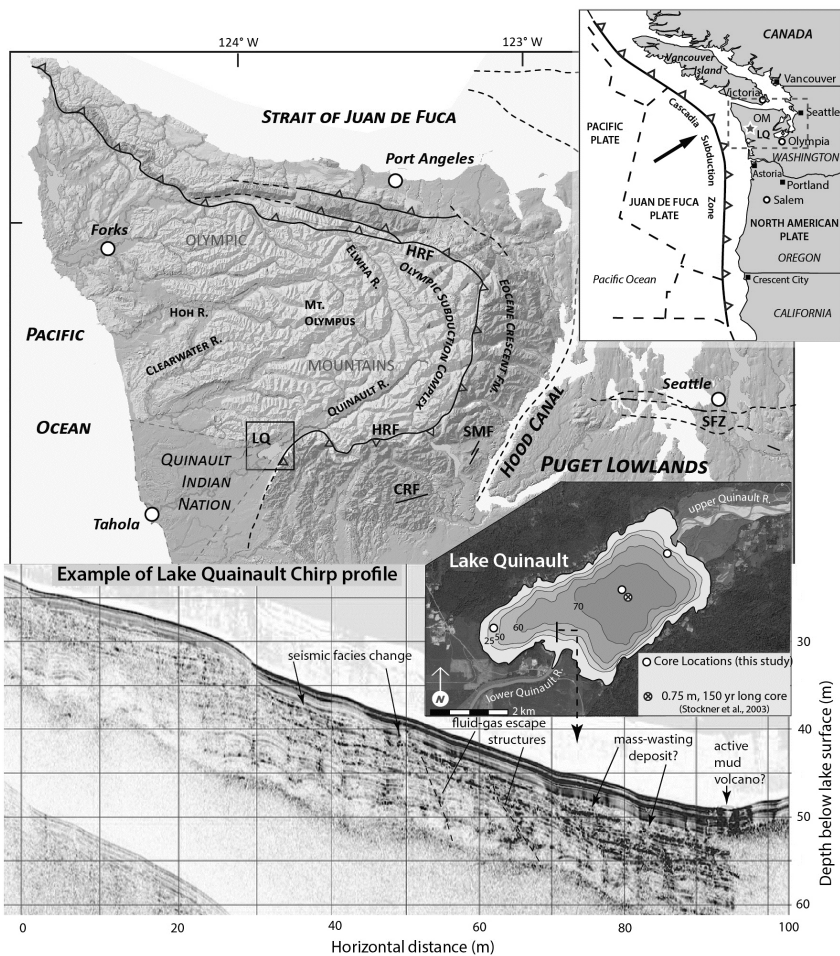 124° W
123° W
STRAIT OF JUAN DE FUCA
Port Angeles
Forks
OLYMPIC
HRF
ELWHA R.
OLYMPIC SUBDUCTION COMPLEX
EOCENE CRESCENT FM.
HOH R.
MT.
OLYMPUS
PACIFIC
CLEARWATER R.
MOUNTAINS
QUINAULT R.
OCEAN
LQ
HRF
SMF
HOOD CANAL
Seattle
SFZ
QUINAULT
INDIAN
NATION
CRF
PUGET LOWLANDS
Tahola
CANADA
Vancouver
Island
Vancouver
Victoria
Seattle
OM
LQ
Olympia
WASHINGTON
Cascadia
Subduction
Zone
PACIFIC
PLATE
Astoria
Portland
Salem
JUAN DE FUCA
PLATE
NORTH AMERICAN
PLATE
OREGON
Pacific Ocean
Crescent City
CALIFORNIA
Lake Quinault
upper Quinault R.
70
60
50
25
lower Quinault R.
N
2 km
Core Locations (this study)
0.75 m, 150 yr long core
(Stockner et al., 2003)
Example of Lake Quainault Chirp profile
seismic facies change
fluid-gas escape
structures
mass-wasting
deposit?
active
mud
volcano?
30
40
50
60
Depth below lake surface (m)
0
20
40
60
80
100
Horizontal distance (m)